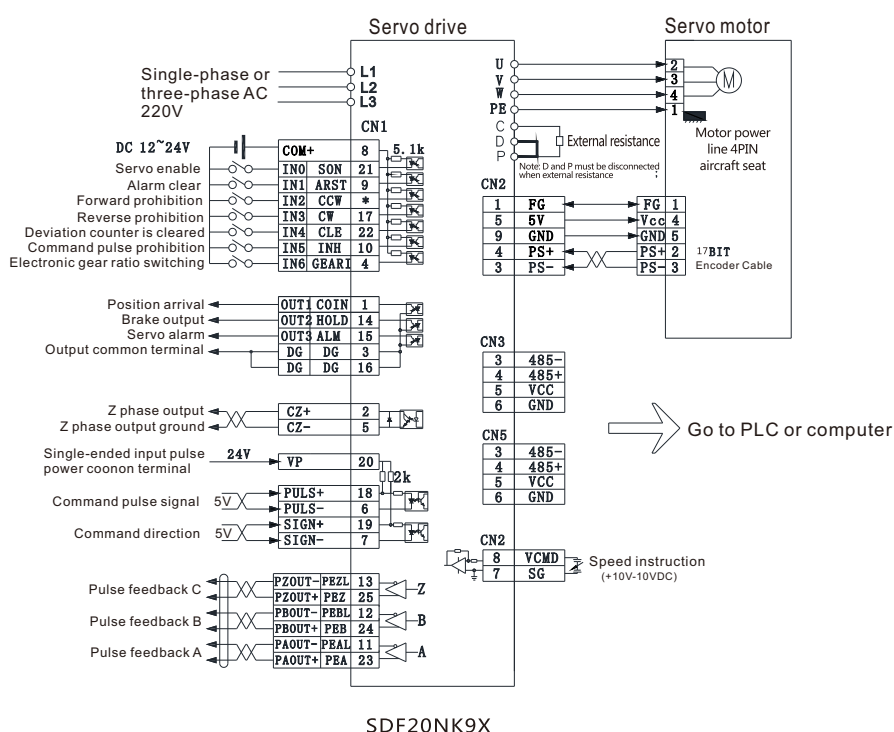 Servo drive
Servo motor
Single-phase or
three-phase AC
220V
L1
L2
L3
U
V
W
PE
C
D
P
External resistance
Note: D and P must be disconnected
when external resistance
2
3
4
1
M
Motor power
line 4PIN
aircraft seat
CN1
DC 12~24V
COM+ 8 5.1k
Servo enable IN0 SON 21
Alarm clear IN1 ARST 9
Forward prohibition IN2 CCW *
Reverse prohibition IN3 CW 17
Deviation counter is cleared IN4 CLE 22
Command pulse prohibition IN5 INH 10
Electronic gear ratio switching IN6 GEAR1 4
CN2
1 FG FG 1
5 5V Vcc 4
9 GND GND 5
4 PS+ PS+ 2
3 PS- PS- 3
17BIT
Encoder Cable
Position arrival OUT1 COIN 1
Brake output OUT2 HOLD 14
Servo alarm OUT3 ALM 15
Output common terminal DG DG 3
DG DG 16
CN3
3 485-
4 485+
5 VCC
6 GND
Z phase output CZ+ 2
Z phase output ground CZ- 5
Go to PLC or computer
CN5
3 485-
4 485+
5 VCC
6 GND
Single-ended input pulse
power coonon terminal
24V VP 20
2k
Command pulse signal 5V PULS+ 18
PULS- 6
Command direction 5V SIGN+ 19
SIGN- 7
CN2
8 VCMD
7 SG
Speed instruction
(+10V-10VDC)
Pulse feedback C PZOUT- PEZL 13 Z
PZOUT+ PEZ 25
Pulse feedback B PBOUT- PEBL 12 B
PBOUT+ PEB 24
Pulse feedback A PAOUT- PEAL 11 A
PAOUT+ PEA 23
SDF20NK9X